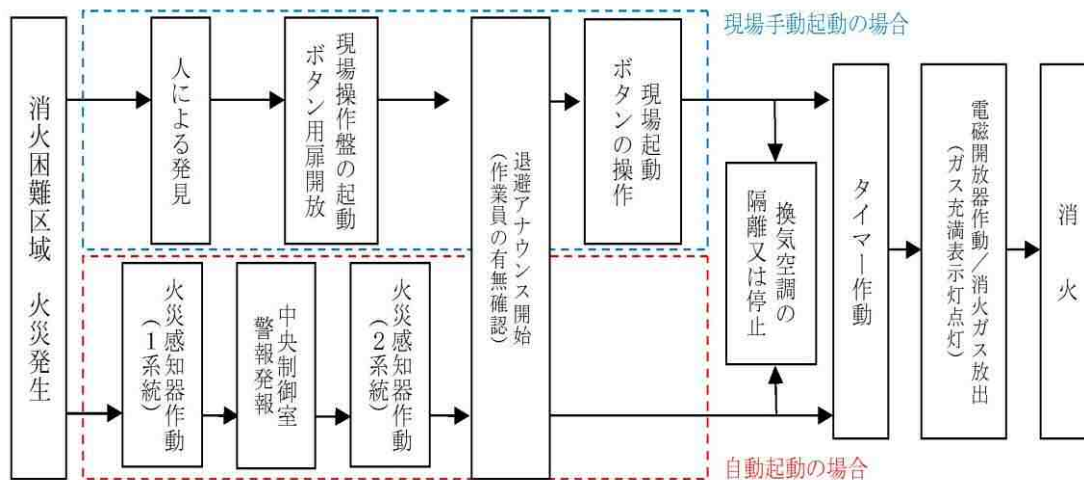 現場手動起動の場合
消火困難区域 火災発生
人による発見
現場操作盤の起動
ボタン用扉開放
退避アナウンス開始
(作業員の有無確認)
現場起動
ボタンの操作
火災感知器作動
(1系統)
中央制御室
警報発報
火災感知器作動
(2系統)
換気空調の
隔離又は停止
タイマー作動
電磁開放器作動/消火ガス放出
(ガス充満表示灯点灯)
消 火
自動起動の場合